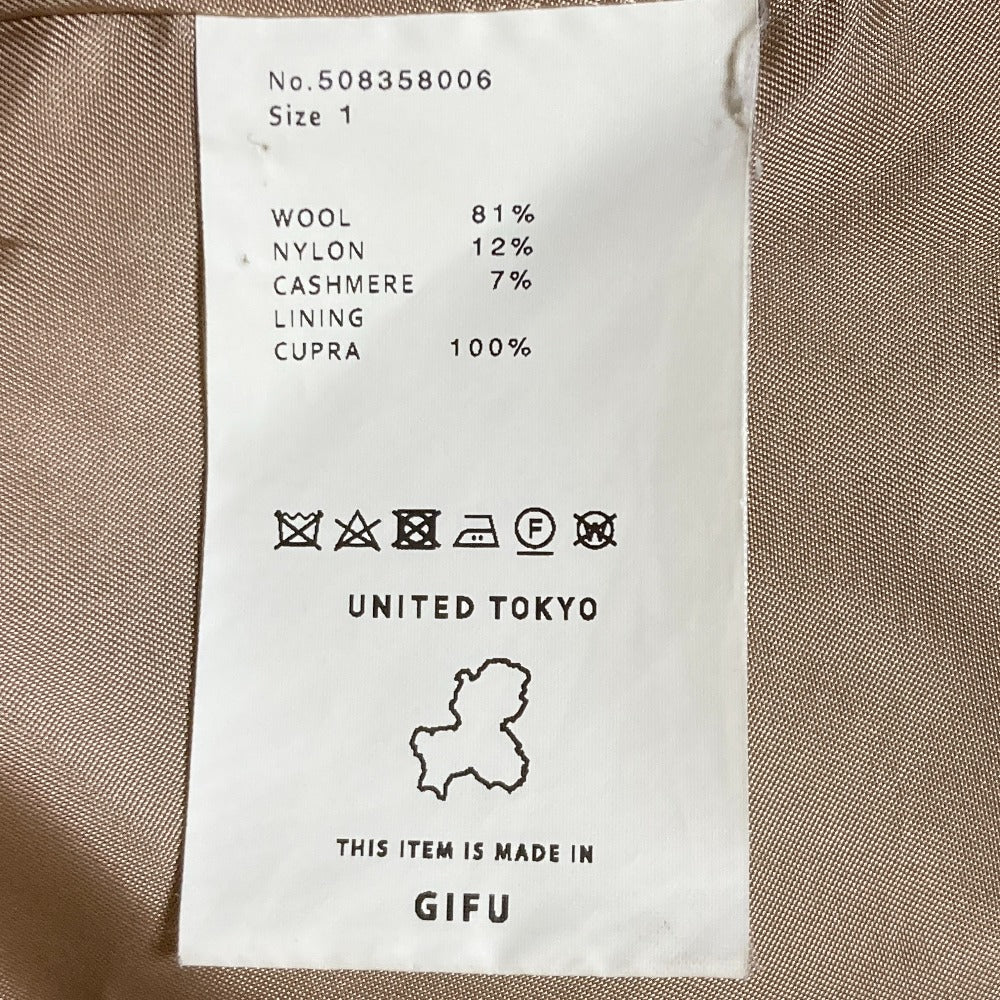 No.508358006
Size 1
WOOL 81%
NYLON 12%
CASHMERE 7%
LINING
CUPRA 100%
F W
UNITED TOKYO
THIS ITEM IS MADE IN
GIFU